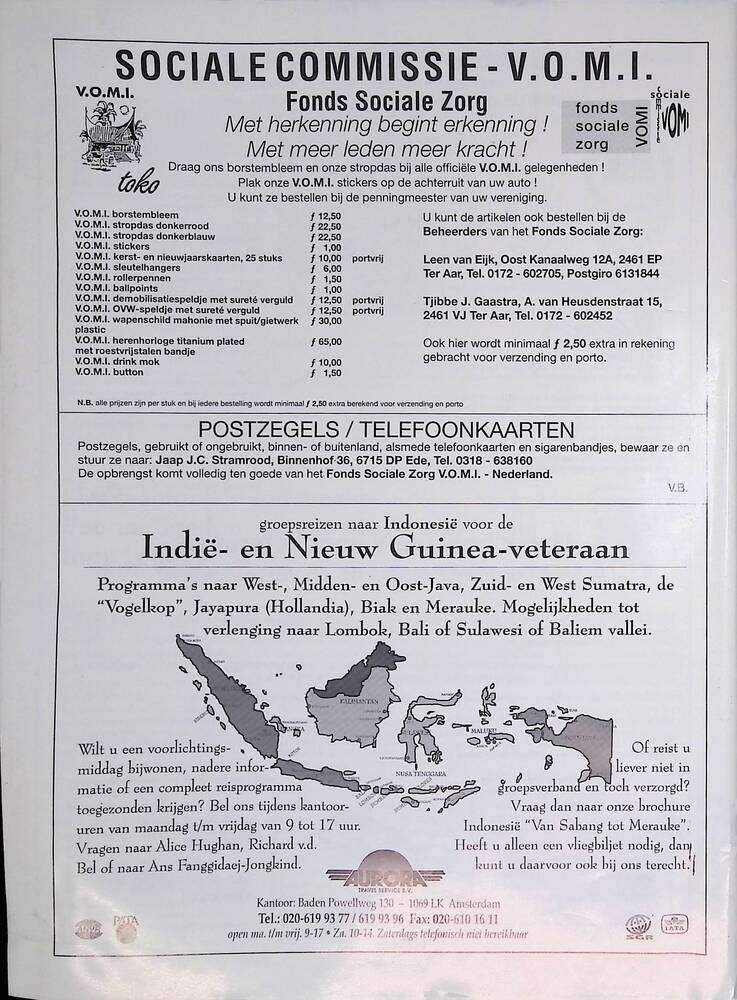 SOCIALE COMMISSIE - V.O.M.I.
V.O.M.I.
toko
Fonds Sociale Zorg
Met herkenning begint erkenning !
Met meer leden meer kracht !
fonds
sociale
zorg
VOMI
sociale
VOMI
Draag ons borstembleem en onze stropdas bij alle officiële V.O.M.I. gelegenheden !
Plak onze V.O.M.I. stickers op de achterruit van uw auto !
U kunt ze bestellen bij de penningmeester van uw vereniging.
V.O.M.I. borstembleem ƒ 12,50
V.O.M.I. stropdas donkerrood ƒ 22,50
V.O.M.I. stropdas donkerblauw ƒ 22,50
V.O.M.I. stickers ƒ 1,00
V.O.M.I. kerst- en nieuwjaarskaarten, 25 stuks ƒ 10,00 portvrij
V.O.M.I. sleutelhangers ƒ 6,00
V.O.M.I. rollerpennen ƒ 1,50
V.O.M.I. ballpoints ƒ 1,00
V.O.M.I. demobilisatiespeldje met sureté verguld ƒ 12,50 portvrij
V.O.M.I. OVW-speldje met sureté verguld ƒ 12,50 portvrij
V.O.M.I. wapenschild mahonie met spuit/gietwerk ƒ 30,00
plastic
V.O.M.I. herenhorloge titanium plated ƒ 65,00
met roestvrijstalen bandje
V.O.M.I. drink mok ƒ 10,00
V.O.M.I. button ƒ 1,50
U kunt de artikelen ook bestellen bij de
Beheerders van het Fonds Sociale Zorg:
Leen van Eijk, Oost Kanaalweg 12A, 2461 EP
Ter Aar, Tel. 0172 - 602705, Postgiro 6131844
Tjibbe J. Gaastra, A. van Heusdenstraat 15,
2461 VJ Ter Aar, Tel. 0172 - 602452
Ook hier wordt minimaal ƒ 2,50 extra in rekening
gebracht voor verzending en porto.
N.B. alle prijzen zijn per stuk en bij iedere bestelling wordt minimaal ƒ 2,50 extra berekend voor verzending en porto
POSTZEGELS / TELEFOONKAARTEN
Postzegels, gebruikt of ongebruikt, binnen- of buitenland, alsmede telefoonkaarten en sigarenbandjes, bewaar ze en
stuur ze naar: Jaap J.C. Stramrood, Binnenhof 36, 6715 DP Ede, Tel. 0318 - 638160
De opbrengst komt volledig ten goede van het Fonds Sociale Zorg V.O.M.I. - Nederland.
V.B.
groepsreizen naar Indonesië voor de
Indië- en Nieuw Guinea-veteraan
Programma's naar West-, Midden- en Oost-Java, Zuid- en West Sumatra, de
"Vogelkop", Jayapura (Hollandia), Biak en Merauke. Mogelijkheden tot
verlenging naar Lombok, Bali of Sulawesi of Baliem vallei.
KALIMANTAN
SULAWESI
MALUKU
NUSA TENGGARA
Wilt u een voorlichtings-
middag bijwonen, nadere infor-
matie of een compleet reisprogramma
toegezonden krijgen? Bel ons tijdens kantoor-
uren van maandag t/m vrijdag van 9 tot 17 uur.
Vragen naar Alice Hughan, Richard v.d.
Bel of naar Ans Fanggidaej-Jongkind.
Of reist u
liever niet in
groepsverband en toch verzorgd?
Vraag dan naar onze brochure
Indonesië "Van Sabang tot Merauke".
Heeft u alleen een vliegbiljet nodig, dan
kunt u daarvoor ook bij ons terecht.
AURORA
TRAVEL SERVICE B.V.
Kantoor: Baden Powellweg 130 – 1069 LK Amsterdam
Tel.: 020-619 93 77 / 619 93 96 Fax: 020-610 16 11
open ma. t/m vrij. 9-17 • Za. 10-14. Zaterdags telefonisch niet bereikbaar
PATA
SGR
IATA